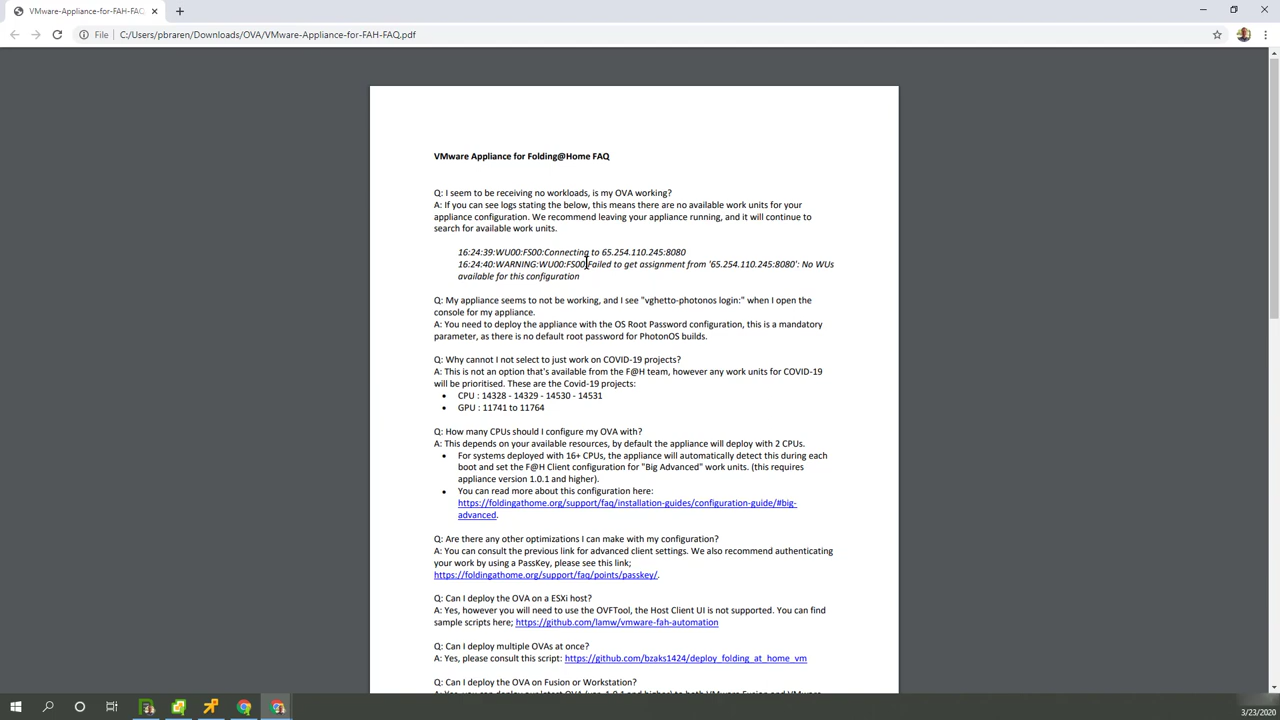 VMware-Appliance-for-FAH-FAQ
File
C:/Users/pbraren/Downloads/OVA/VMware-Appliance-for-FAH-FAQ.pdf
VMware Appliance for Folding@Home FAQ
Q: I seem to be receiving no workloads, is my OVA working?
A: If you can see logs stating the below, this means there are no available work units for your
appliance configuration. We recommend leaving your appliance running, and it will continue to
search for available work units.
16:24:39:WU00:FS00:Connecting to 65.254.110.245:8080
16:24:40:WARNING:WU00:FS00:Failed to get assignment from '65.254.110.245:8080': No WUs
available for this configuration
Q: My appliance seems to not be working, and I see "vghetto-photonos login:" when I open the
console for my appliance.
A: You need to deploy the appliance with the OS Root Password configuration, this is a mandatory
parameter, as there is no default root password for PhotonOS builds.
Q: Why cannot I not select to just work on COVID-19 projects?
A: This is not an option that's available from the F@H team, however any work units for COVID-19
will be prioritised. These are the Covid-19 projects:
• CPU : 14328 - 14329 - 14530 - 14531
• GPU : 11741 to 11764
Q: How many CPUs should I configure my OVA with?
A: This depends on your available resources, by default the appliance will deploy with 2 CPUs.
• For systems deployed with 16+ CPUs, the appliance will automatically detect this during each
boot and set the F@H Client configuration for "Big Advanced" work units. (this requires
appliance version 1.0.1 and higher).
• You can read more about this configuration here:
https://foldingathome.org/support/faq/installation-guides/configuration-guide/#big-
advanced.
Q: Are there any other optimizations I can make with my configuration?
A: You can consult the previous link for advanced client settings. We also recommend authenticating
your work by using a PassKey, please see this link;
https://foldingathome.org/support/faq/points/passkey/.
Q: Can I deploy the OVA on a ESXi host?
A: Yes, however you will need to use the OVFTool, the Host Client UI is not supported. You can find
sample scripts here; https://github.com/lamw/vmware-fah-automation
Q: Can I deploy multiple OVAs at once?
A: Yes, please consult this script: https://github.com/bzaks1424/deploy_folding_at_home_vm
Q: Can I deploy the OVA on Fusion or Workstation?
3/23/2020